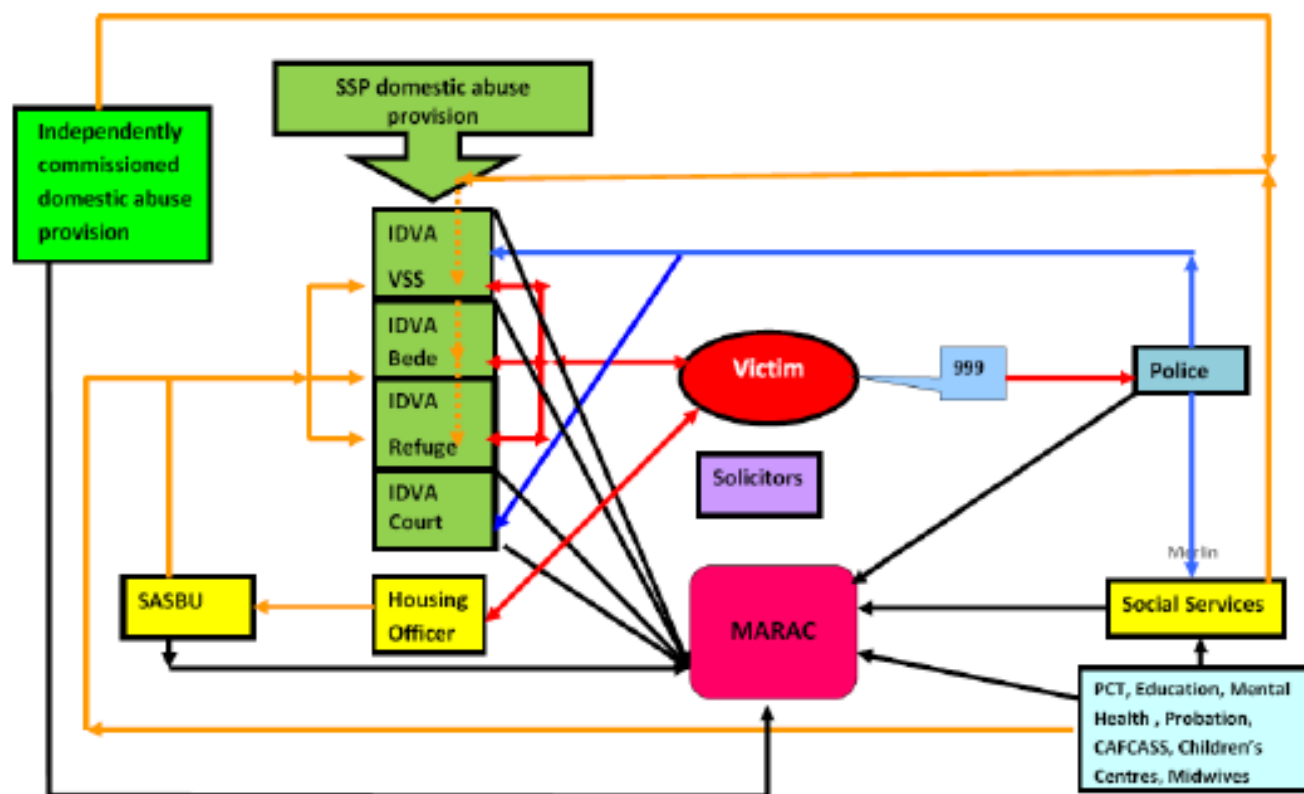 SSP domestic abuse
provision
Independently
commissioned
domestic abuse
provision
IDVA
VSS
IDVA
Bede
IDVA
Refuge
IDVA
Court
Victim
999
Police
Solicitors
Merlin
SASBU
Housing
Officer
MARAC
Social Services
PCT, Education, Mental
Health , Probation,
CAFCASS, Children's
Centres, Midwives